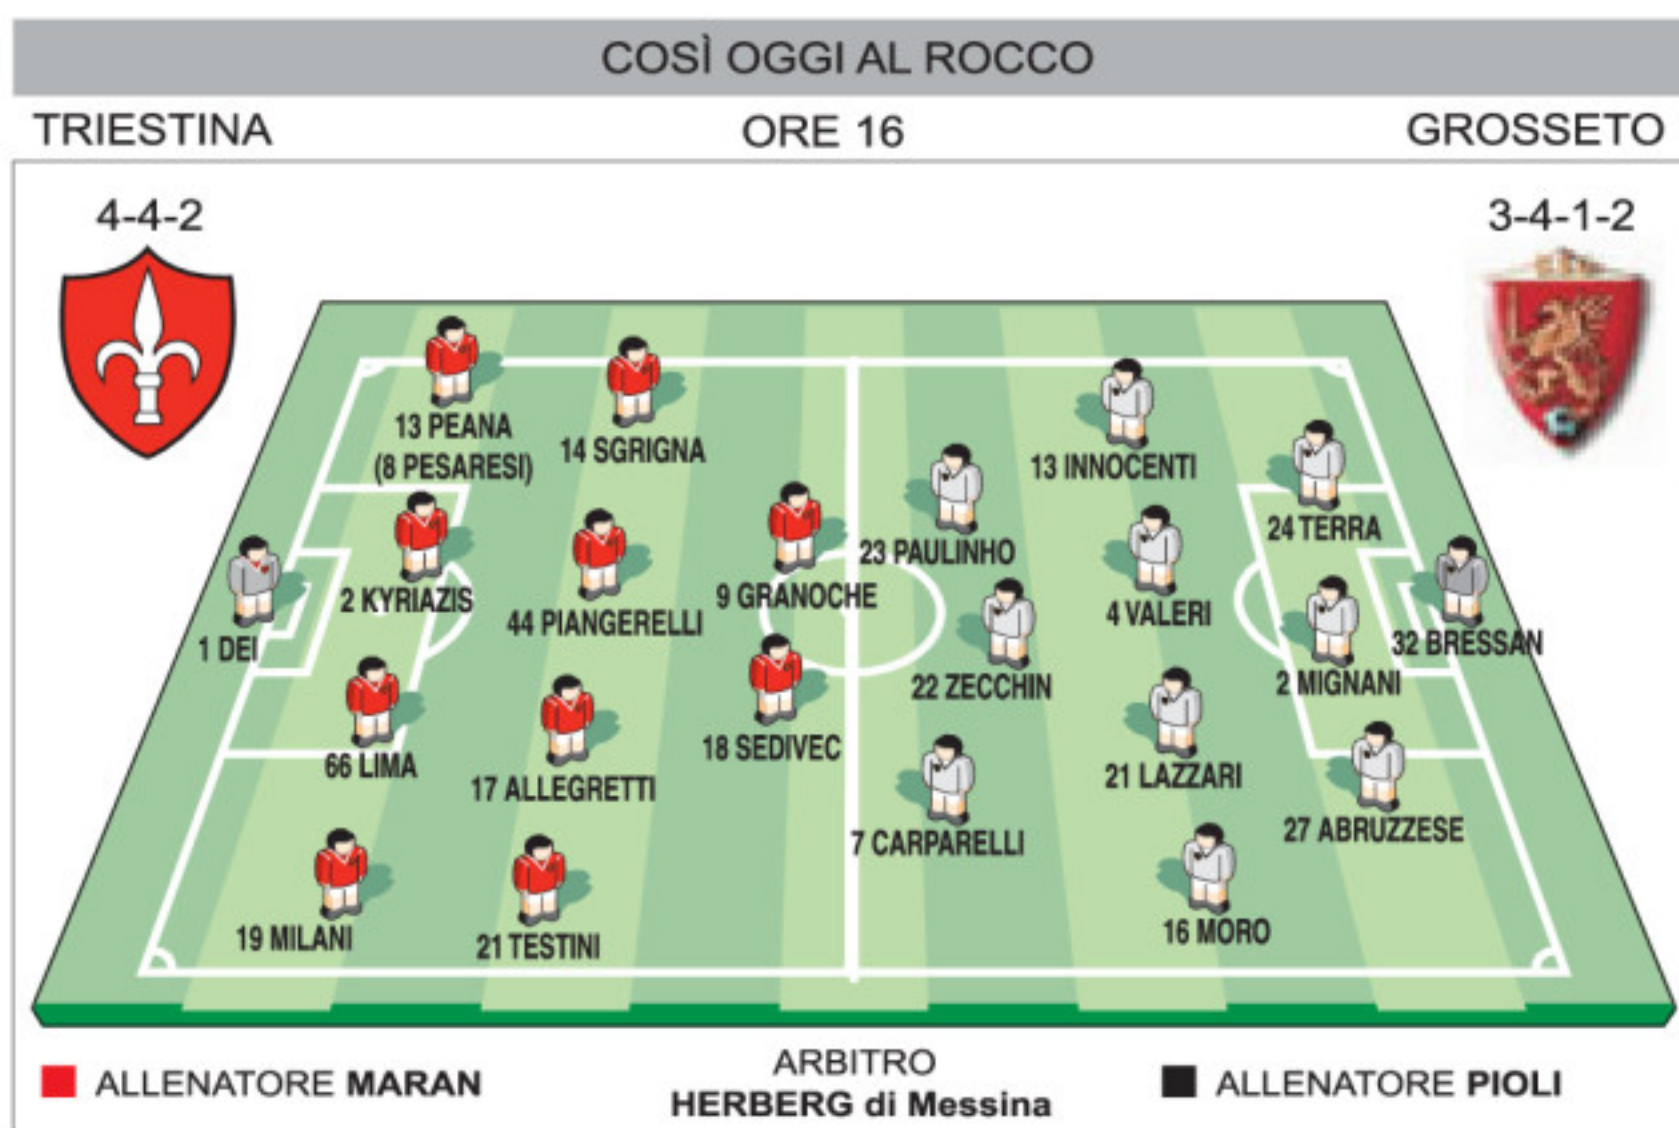 COSÌ OGGI AL ROCCO
TRIESTINA
ORE 16
GROSSETO
4-4-2
3-4-1-2
13 PEANA
(8 PESARESI)
14 SGRIGNA
13 INNOCENTI
24 TERRA
23 PAULINHO
2 KYRIAZIS
9 GRANOCHE
44 PIANGERELLI
4 VALERI
1 DEI
32 BRESSAN
22 ZECCHIN
2 MIGNANI
66 LIMA
18 SEDIVEC
17 ALLEGRETTI
21 LAZZARI
7 CARPARELLI
27 ABRUZZESE
19 MILANI
21 TESTINI
16 MORO
ALLENATORE MARAN
ARBITRO
HERBERG di Messina
ALLENATORE PIOLI